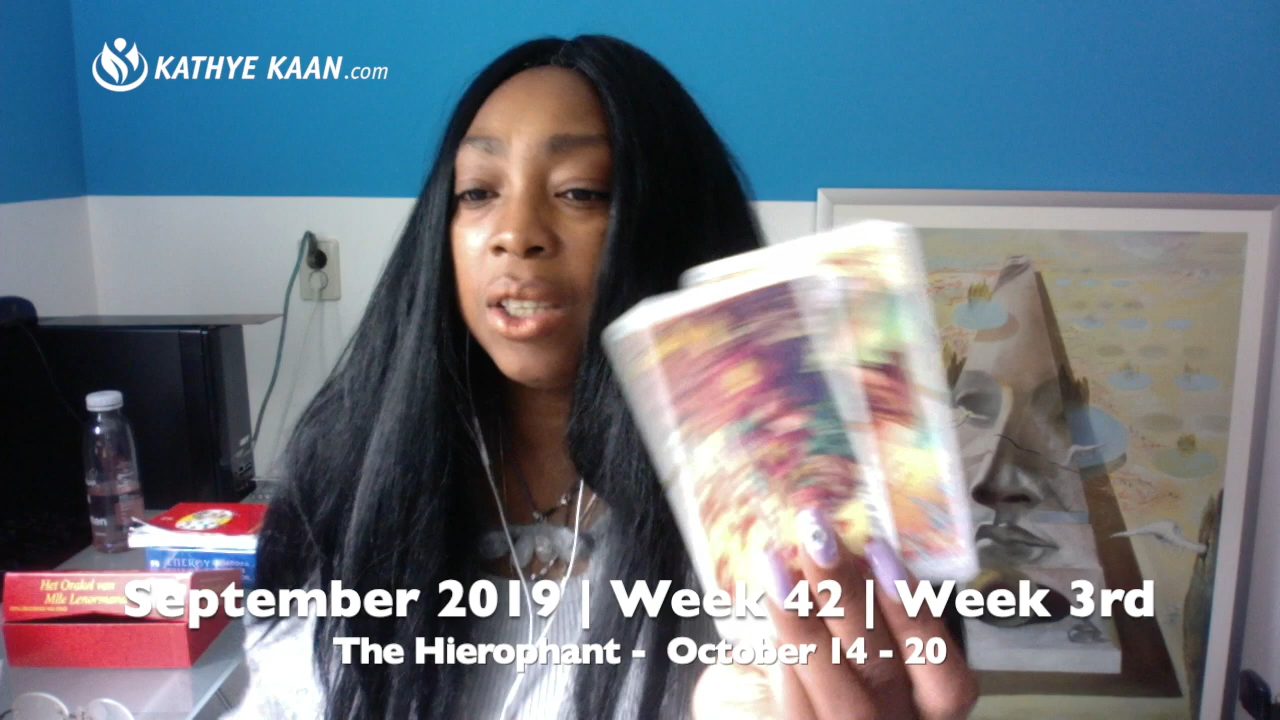 KATHYE KAAN.com
ENERGY
Het Orakel van
Mlle Lenormand
September 2019 | Week 42 | Week 3rd
The Hierophant - October 14 - 20